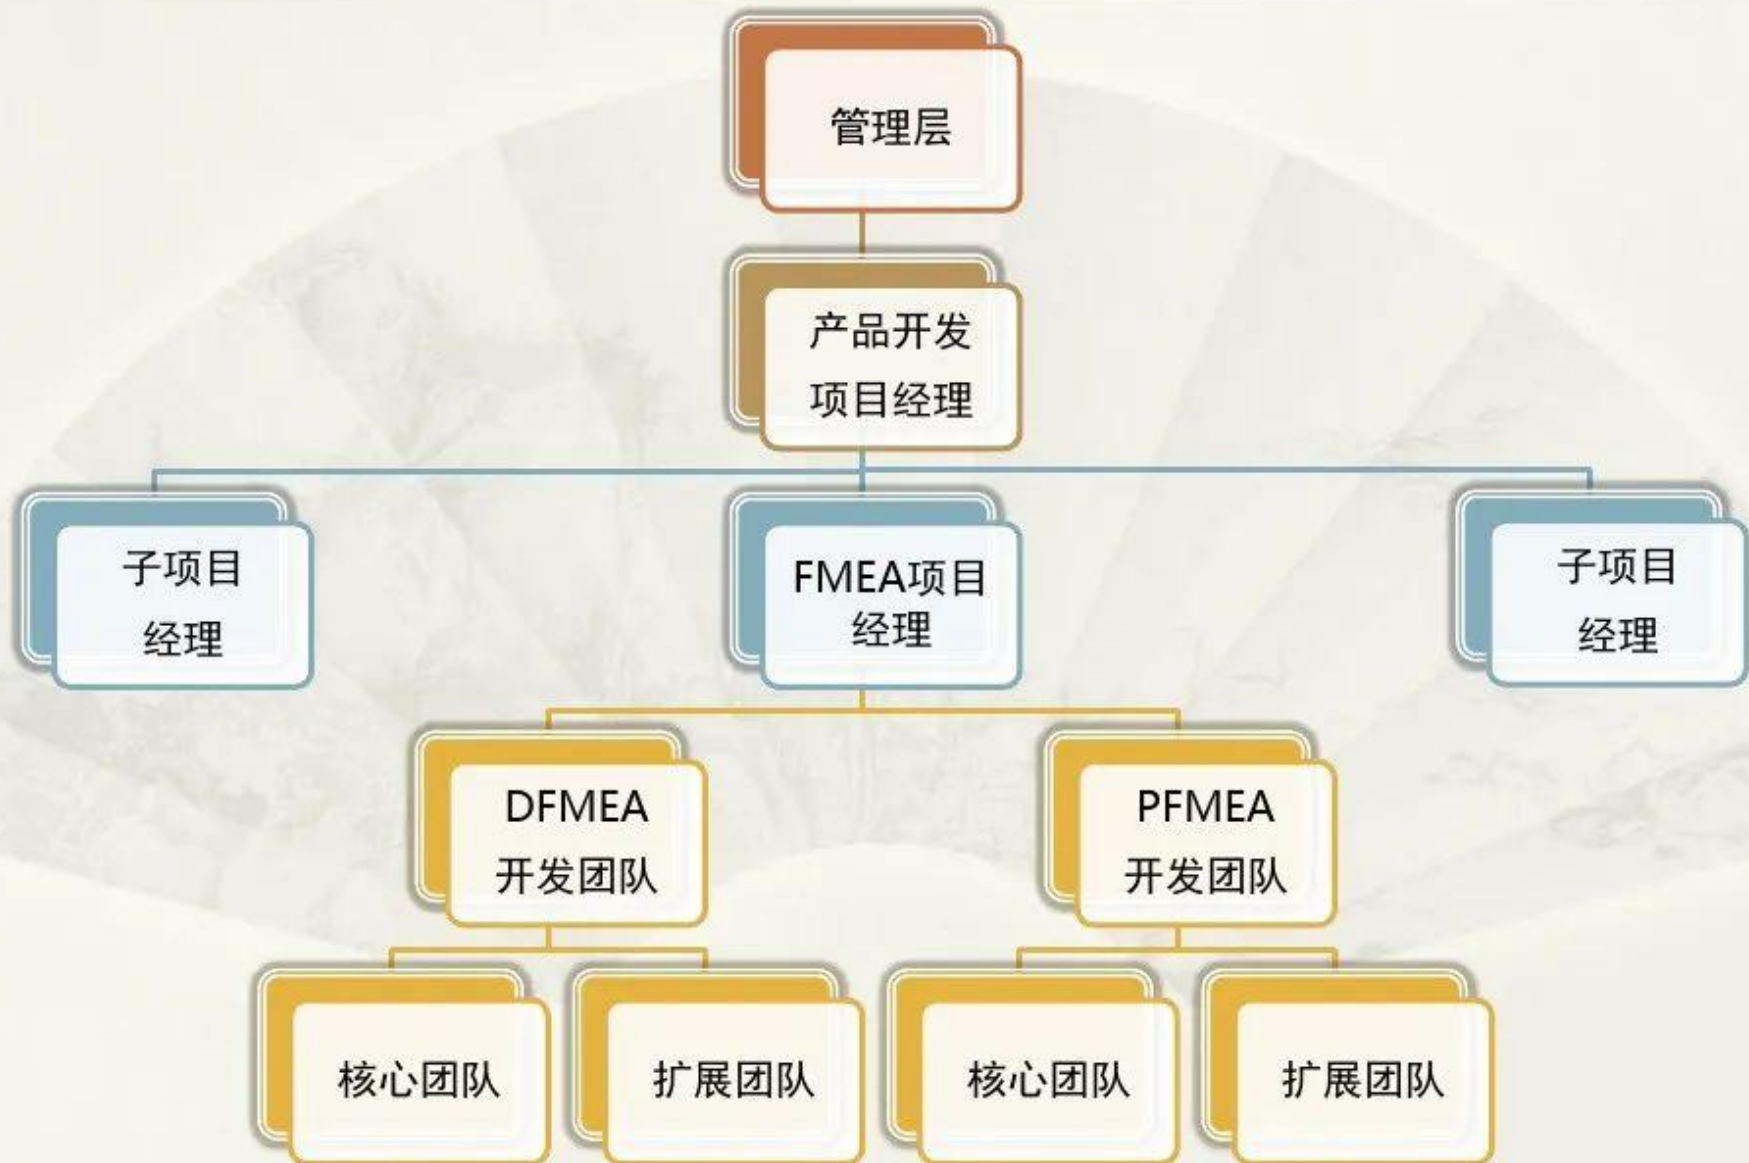 管理层
产品开发
项目经理
子项目
经理
FMEA项目
经理
子项目
经理
DFMEA
开发团队
PFMEA
开发团队
核心团队
扩展团队
核心团队
扩展团队